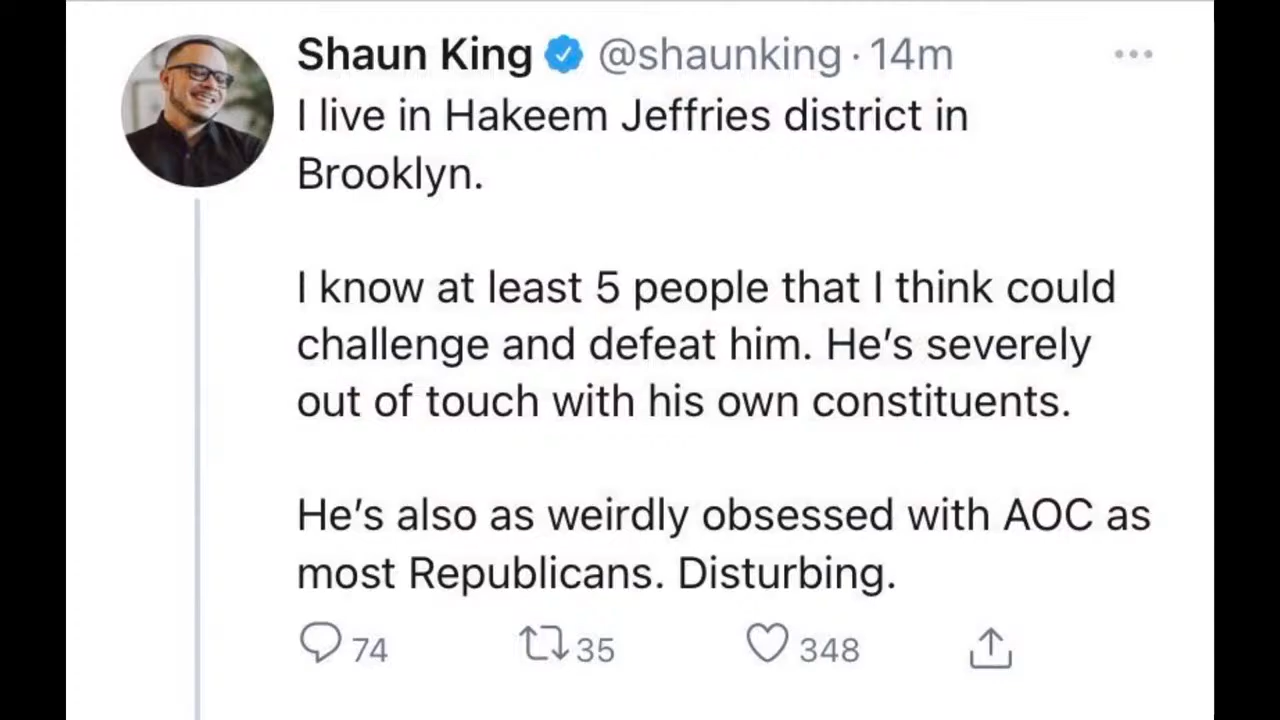 Shaun King @shaunking · 14m
I live in Hakeem Jeffries district in
Brooklyn.
I know at least 5 people that I think could
challenge and defeat him. He’s severely
out of touch with his own constituents.
He’s also as weirdly obsessed with AOC as
most Republicans. Disturbing.
74 35 348